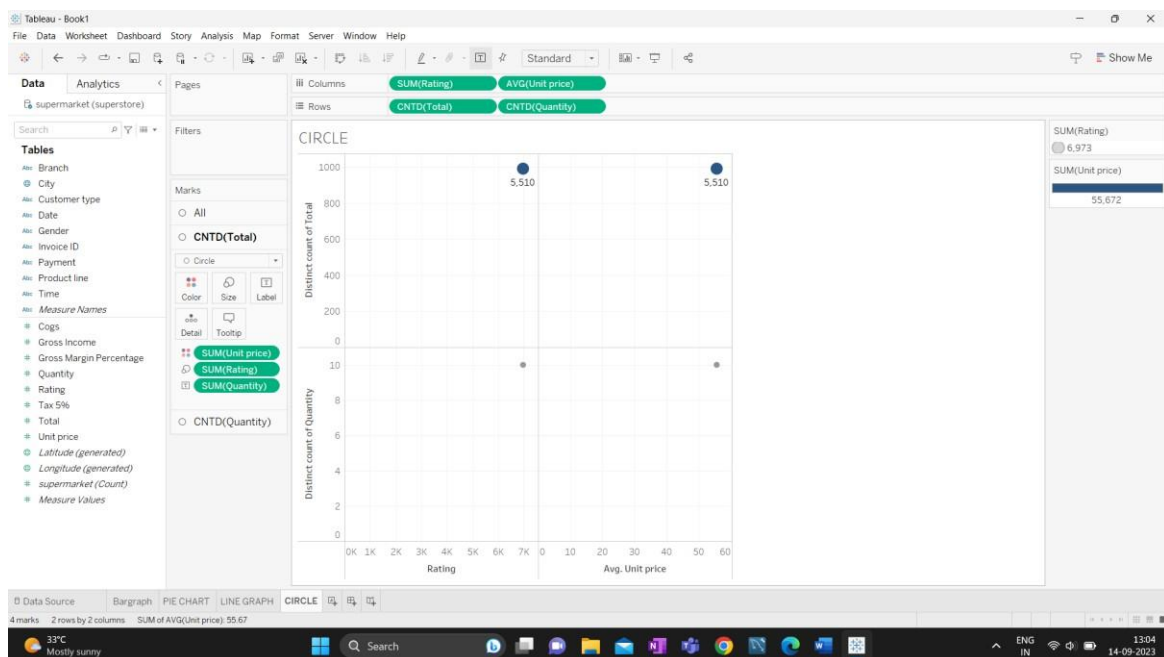 Tableau - Book1
File Data Worksheet Dashboard Story Analysis Map Format Server Window Help
Standard
Show Me
Data Analytics
supermarket (superstore)
Search
Tables
Abc Branch
City
Abc Customer type
Abc Date
Abc Gender
Abc Invoice ID
Abc Payment
Abc Product line
Abc Time
Abc Measure Names
# Cogs
# Gross Income
# Gross Margin Percentage
# Quantity
# Rating
# Tax 5%
# Total
# Unit price
Latitude (generated)
Longitude (generated)
# supermarket (Count)
# Measure Values
Pages
Filters
Marks
All
CNTD(Total)
Circle
Color Size Label
Detail Tooltip
SUM(Unit price)
SUM(Rating)
SUM(Quantity)
CNTD(Quantity)
Columns SUM(Rating) AVG(Unit price)
Rows CNTD(Total) CNTD(Quantity)
CIRCLE
Distinct count of Total
1000
800
600
400
200
0
5,510 5,510
Distinct count of Quantity
10
8
6
4
2
0
0K 1K 2K 3K 4K 5K 6K 7K 0 10 20 30 40 50 60
Rating Avg. Unit price
SUM(Rating)
6,973
SUM(Unit price)
55,672
Data Source Bargraph PIE CHART LINE GRAPH CIRCLE
4 marks 2 rows by 2 columns SUM of AVG(Unit price): 55.67
33°C
Mostly sunny
Search
ENG
IN
13:04
14-09-2023